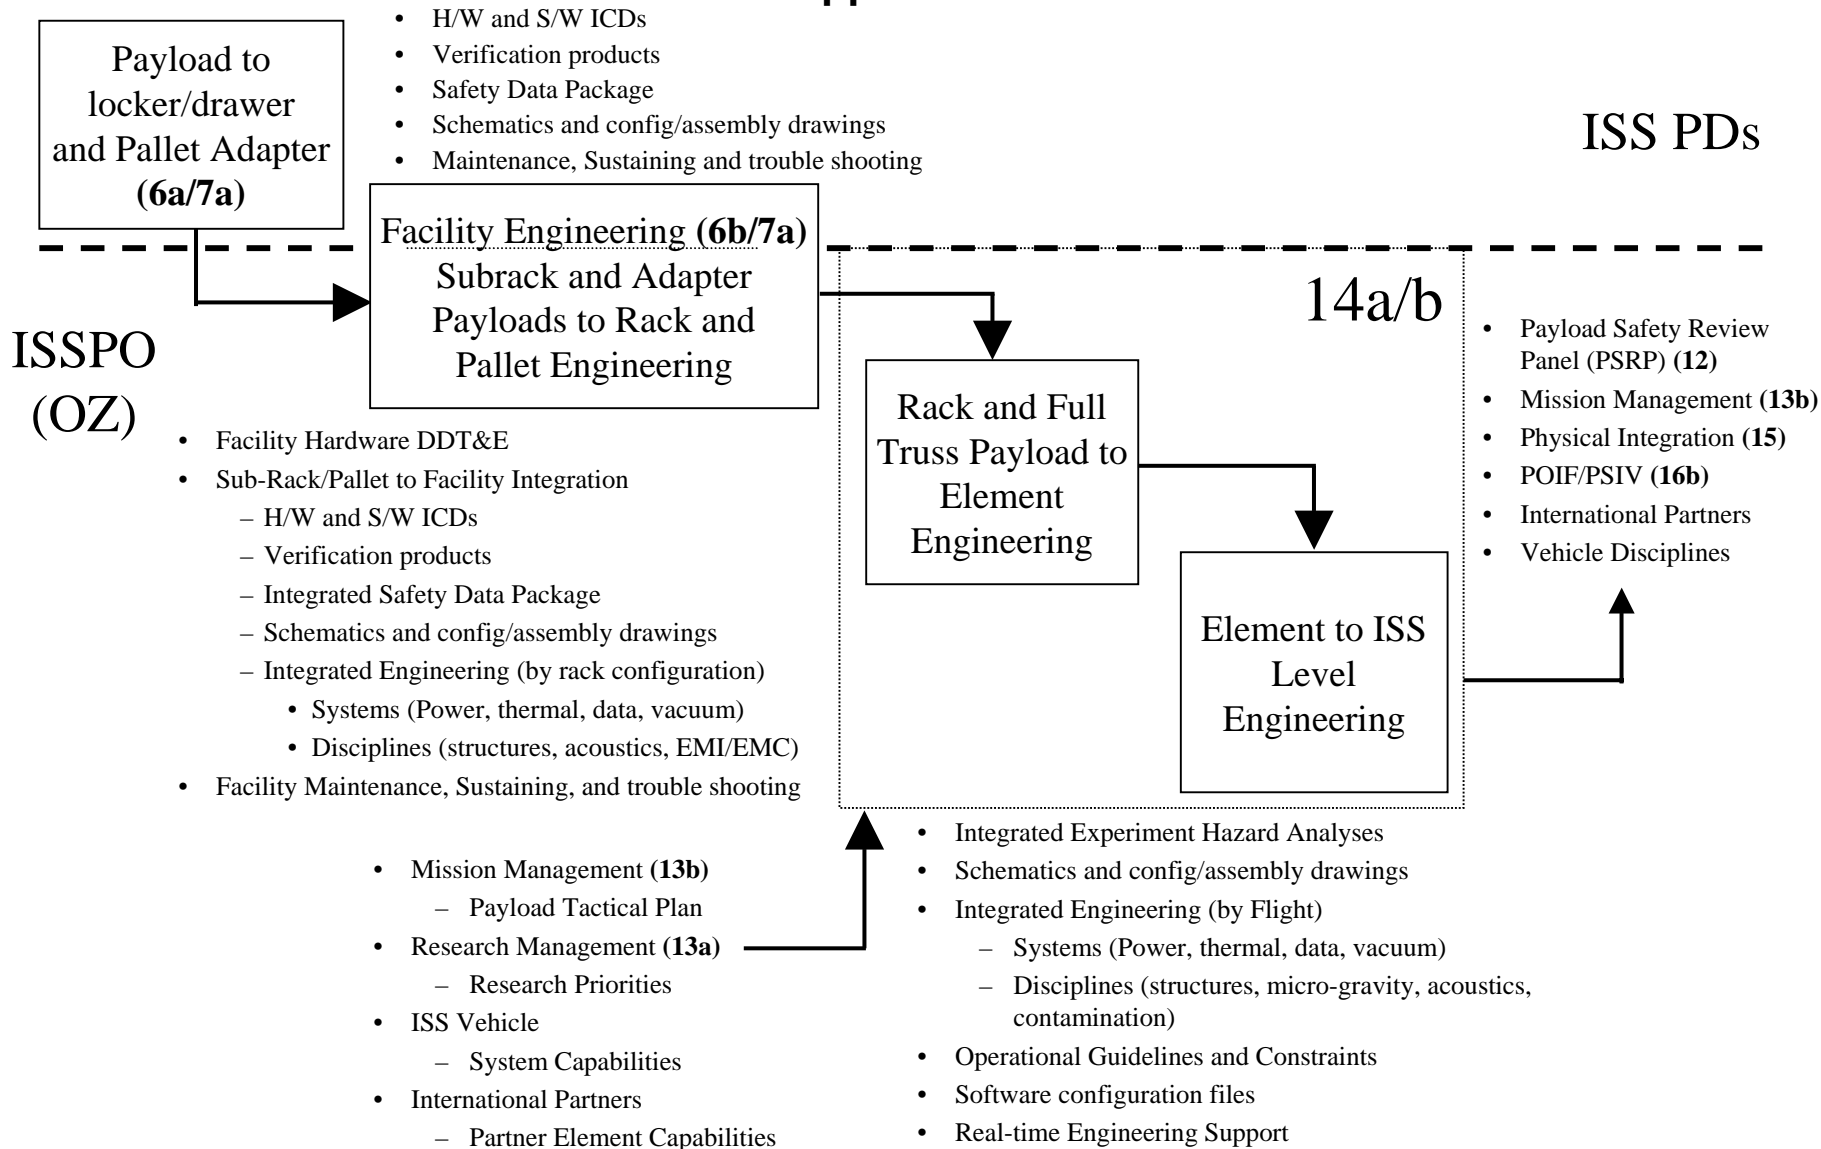 Payload to
locker/drawer
and Pallet Adapter
(6a/7a)
• H/W and S/W ICDs
• Verification products
• Safety Data Package
• Schematics and config/assembly drawings
• Maintenance, Sustaining and trouble shooting
ISS PDs
Facility Engineering (6b/7a)
Subrack and Adapter
Payloads to Rack and
Pallet Engineering
ISSPO
(OZ)
14a/b
Rack and Full
Truss Payload to
Element
Engineering
Element to ISS
Level
Engineering
• Payload Safety Review
Panel (PSRP) (12)
• Mission Management (13b)
• Physical Integration (15)
• POIF/PSIV (16b)
• International Partners
• Vehicle Disciplines
• Facility Hardware DDT&E
• Sub-Rack/Pallet to Facility Integration
– H/W and S/W ICDs
– Verification products
– Integrated Safety Data Package
– Schematics and config/assembly drawings
– Integrated Engineering (by rack configuration)
• Systems (Power, thermal, data, vacuum)
• Disciplines (structures, acoustics, EMI/EMC)
• Facility Maintenance, Sustaining, and trouble shooting
• Mission Management (13b)
– Payload Tactical Plan
• Research Management (13a)
– Research Priorities
• ISS Vehicle
– System Capabilities
• International Partners
– Partner Element Capabilities
• Integrated Experiment Hazard Analyses
• Schematics and config/assembly drawings
• Integrated Engineering (by Flight)
– Systems (Power, thermal, data, vacuum)
– Disciplines (structures, micro-gravity, acoustics,
contamination)
• Operational Guidelines and Constraints
• Software configuration files
• Real-time Engineering Support